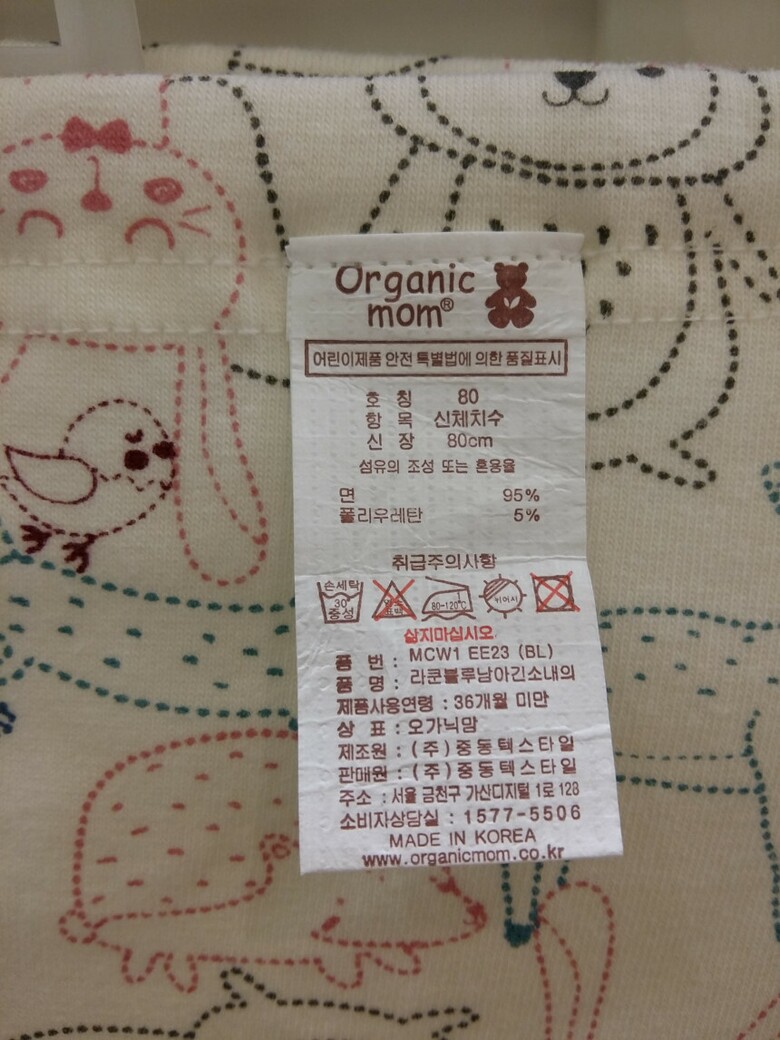 Organic
mom®
어린이제품 안전 특별법에 의한 품질표시
호 칭 80
항 목 신체치수
신 장 80cm
섬유의 조성 또는 혼용율
면 95%
폴리우레탄 5%
취급주의사항
손세탁
30°
중성
80-120℃
삶지마십시오
품 번 : MCW1 EE23 (BL)
품 명 : 라쿤블루남아긴소내의
제품사용연령 : 36개월 미만
상 표 : 오가닉맘
제조원 : (주)중동텍스타일
판매원 : (주)중동텍스타일
주소 : 서울 금천구 가산디지털 1로 128
소비자상담실 : 1577-5506
MADE IN KOREA
www.organicmom.co.kr